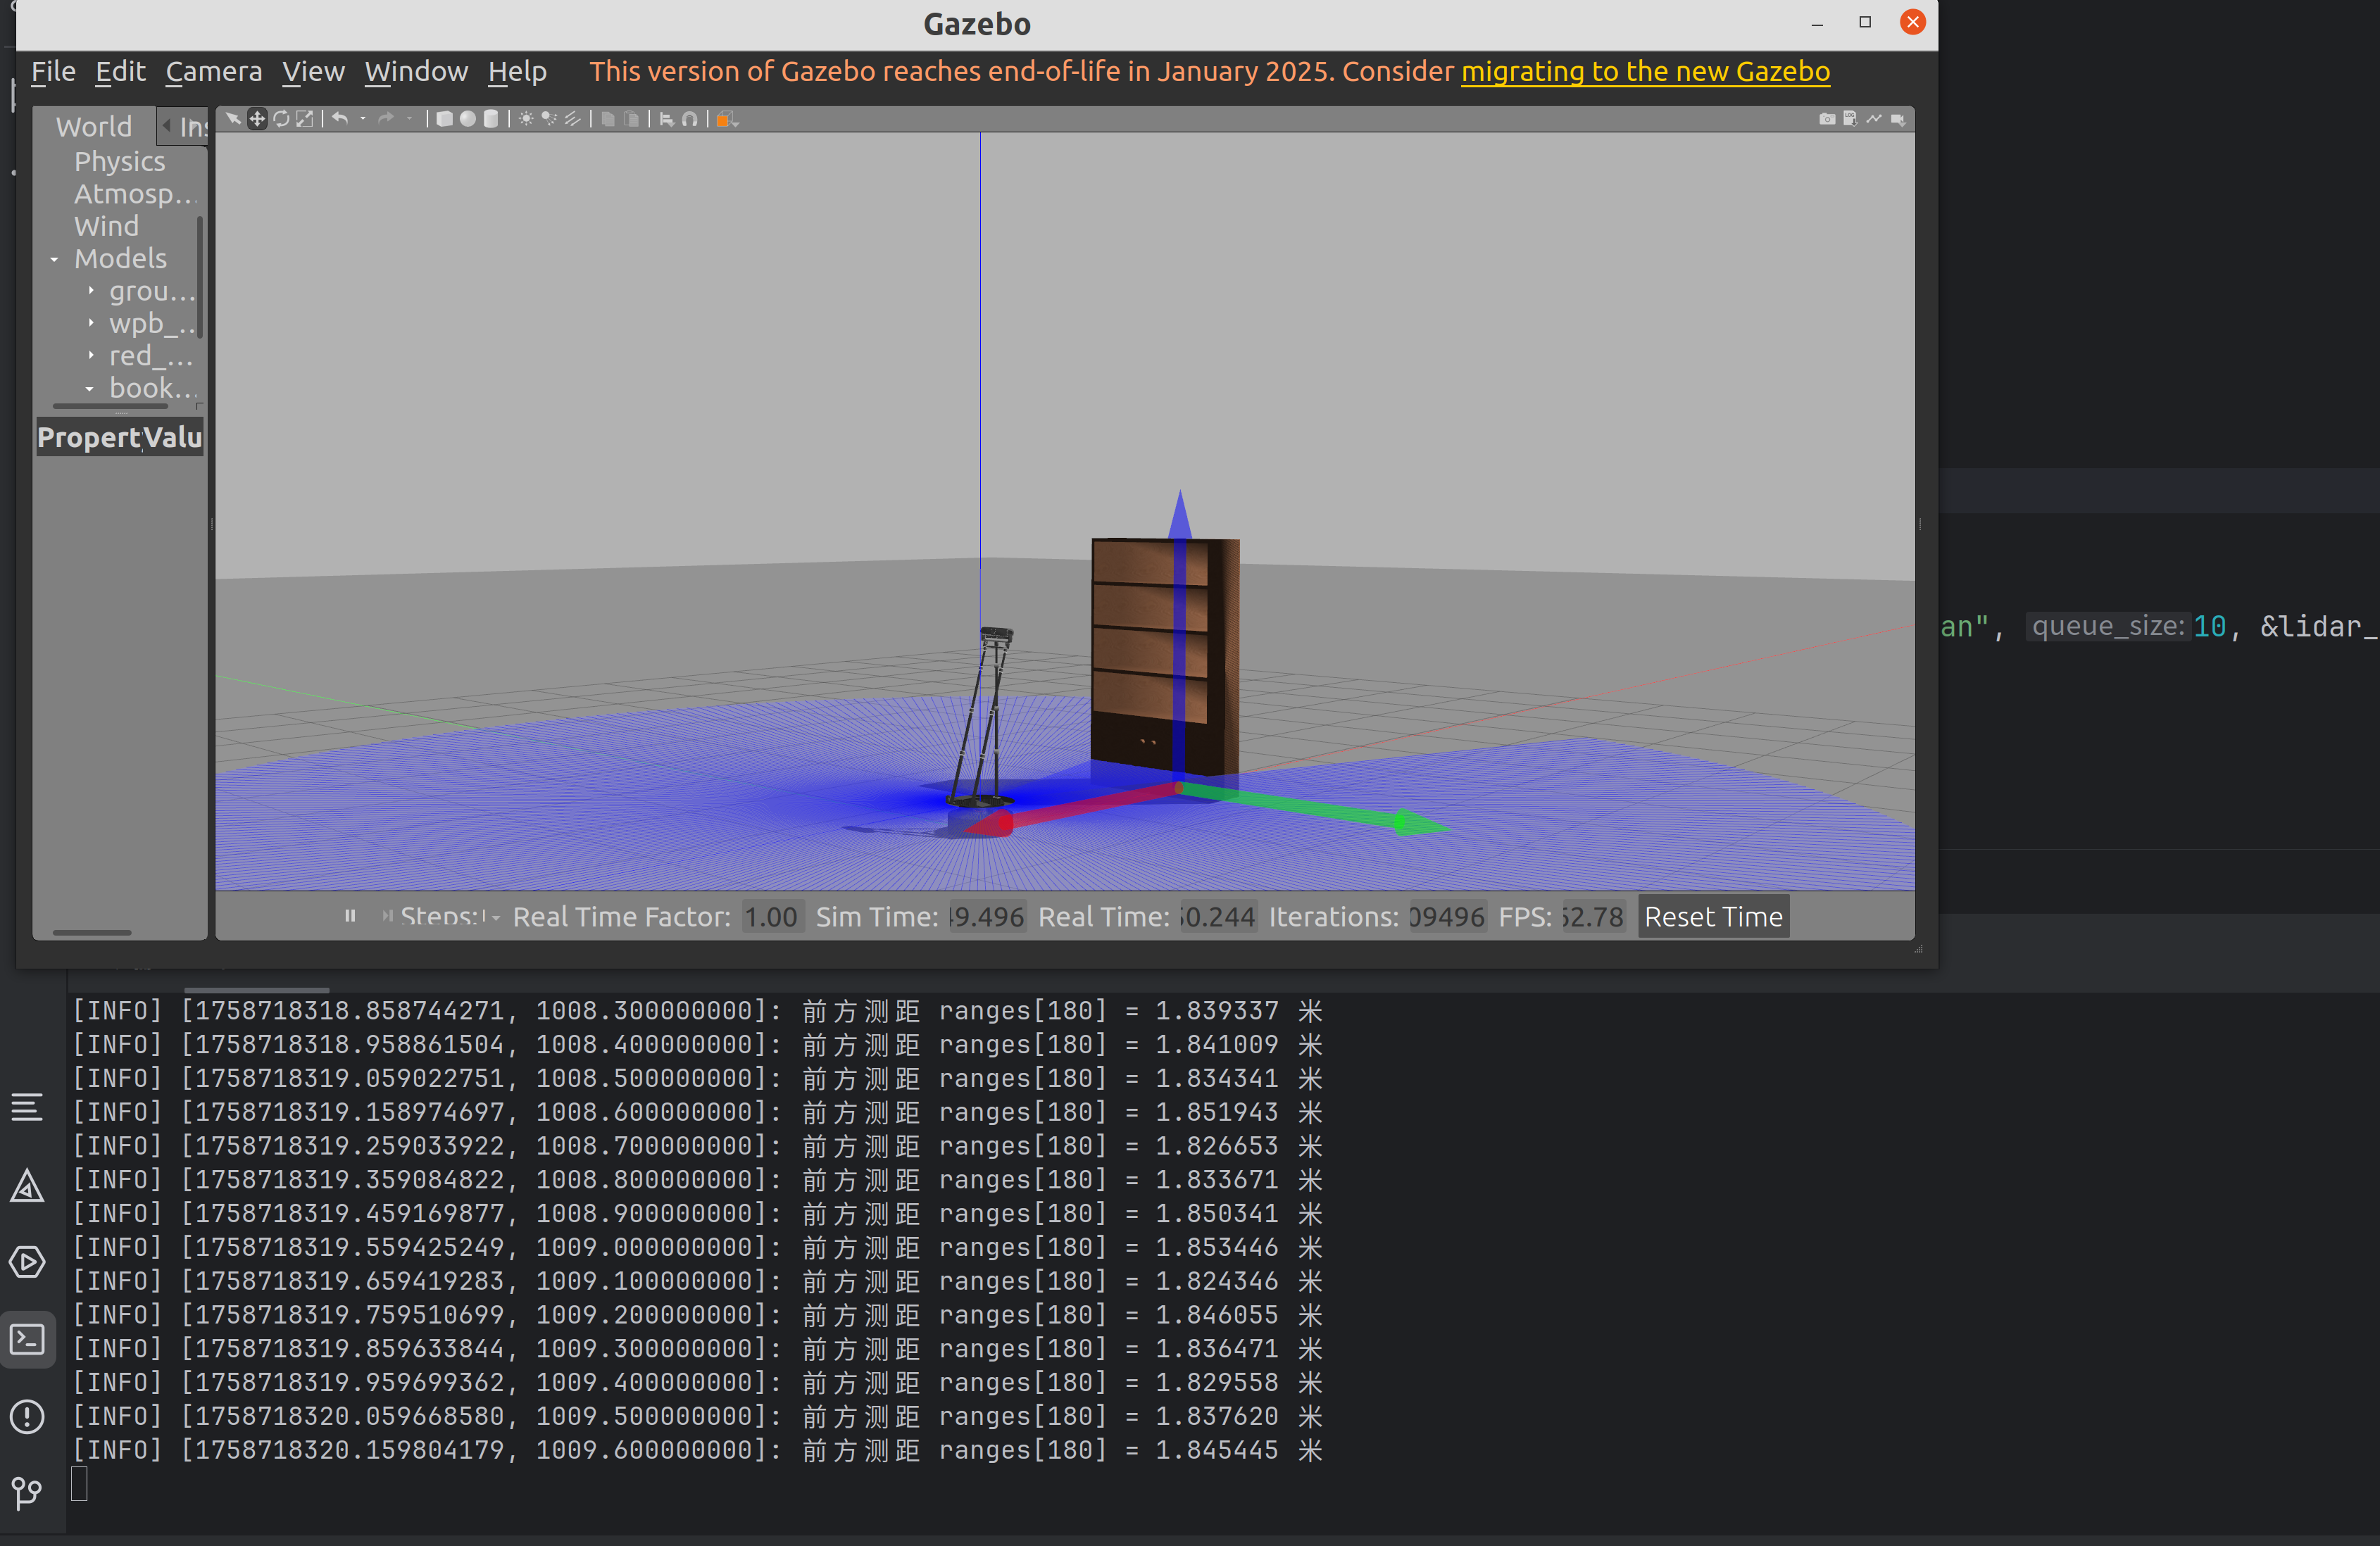 Gazebo
File Edit Camera View Window Help This version of Gazebo reaches end-of-life in January 2025. Consider migrating to the new Gazebo
World Ins
Physics
Atmosp...
Wind
Models
grou...
wpb_...
red_...
book...
Propert Valu
an", queue_size: 10, &lidar_
Steps: Real Time Factor: 1.00 Sim Time: 49.496 Real Time: 50.244 Iterations: 09496 FPS: 62.78 Reset Time
[INFO] [1758718318.858744271, 1008.300000000]: 前方测距 ranges[180] = 1.839337 米
[INFO] [1758718318.958861504, 1008.400000000]: 前方测距 ranges[180] = 1.841009 米
[INFO] [1758718319.059022751, 1008.500000000]: 前方测距 ranges[180] = 1.834341 米
[INFO] [1758718319.158974697, 1008.600000000]: 前方测距 ranges[180] = 1.851943 米
[INFO] [1758718319.259033922, 1008.700000000]: 前方测距 ranges[180] = 1.826653 米
[INFO] [1758718319.359084822, 1008.800000000]: 前方测距 ranges[180] = 1.833671 米
[INFO] [1758718319.459169877, 1008.900000000]: 前方测距 ranges[180] = 1.850341 米
[INFO] [1758718319.559425249, 1009.000000000]: 前方测距 ranges[180] = 1.853446 米
[INFO] [1758718319.659419283, 1009.100000000]: 前方测距 ranges[180] = 1.824346 米
[INFO] [1758718319.759510699, 1009.200000000]: 前方测距 ranges[180] = 1.846055 米
[INFO] [1758718319.859633844, 1009.300000000]: 前方测距 ranges[180] = 1.836471 米
[INFO] [1758718319.959699362, 1009.400000000]: 前方测距 ranges[180] = 1.829558 米
[INFO] [1758718320.059668580, 1009.500000000]: 前方测距 ranges[180] = 1.837620 米
[INFO] [1758718320.159804179, 1009.600000000]: 前方测距 ranges[180] = 1.845445 米